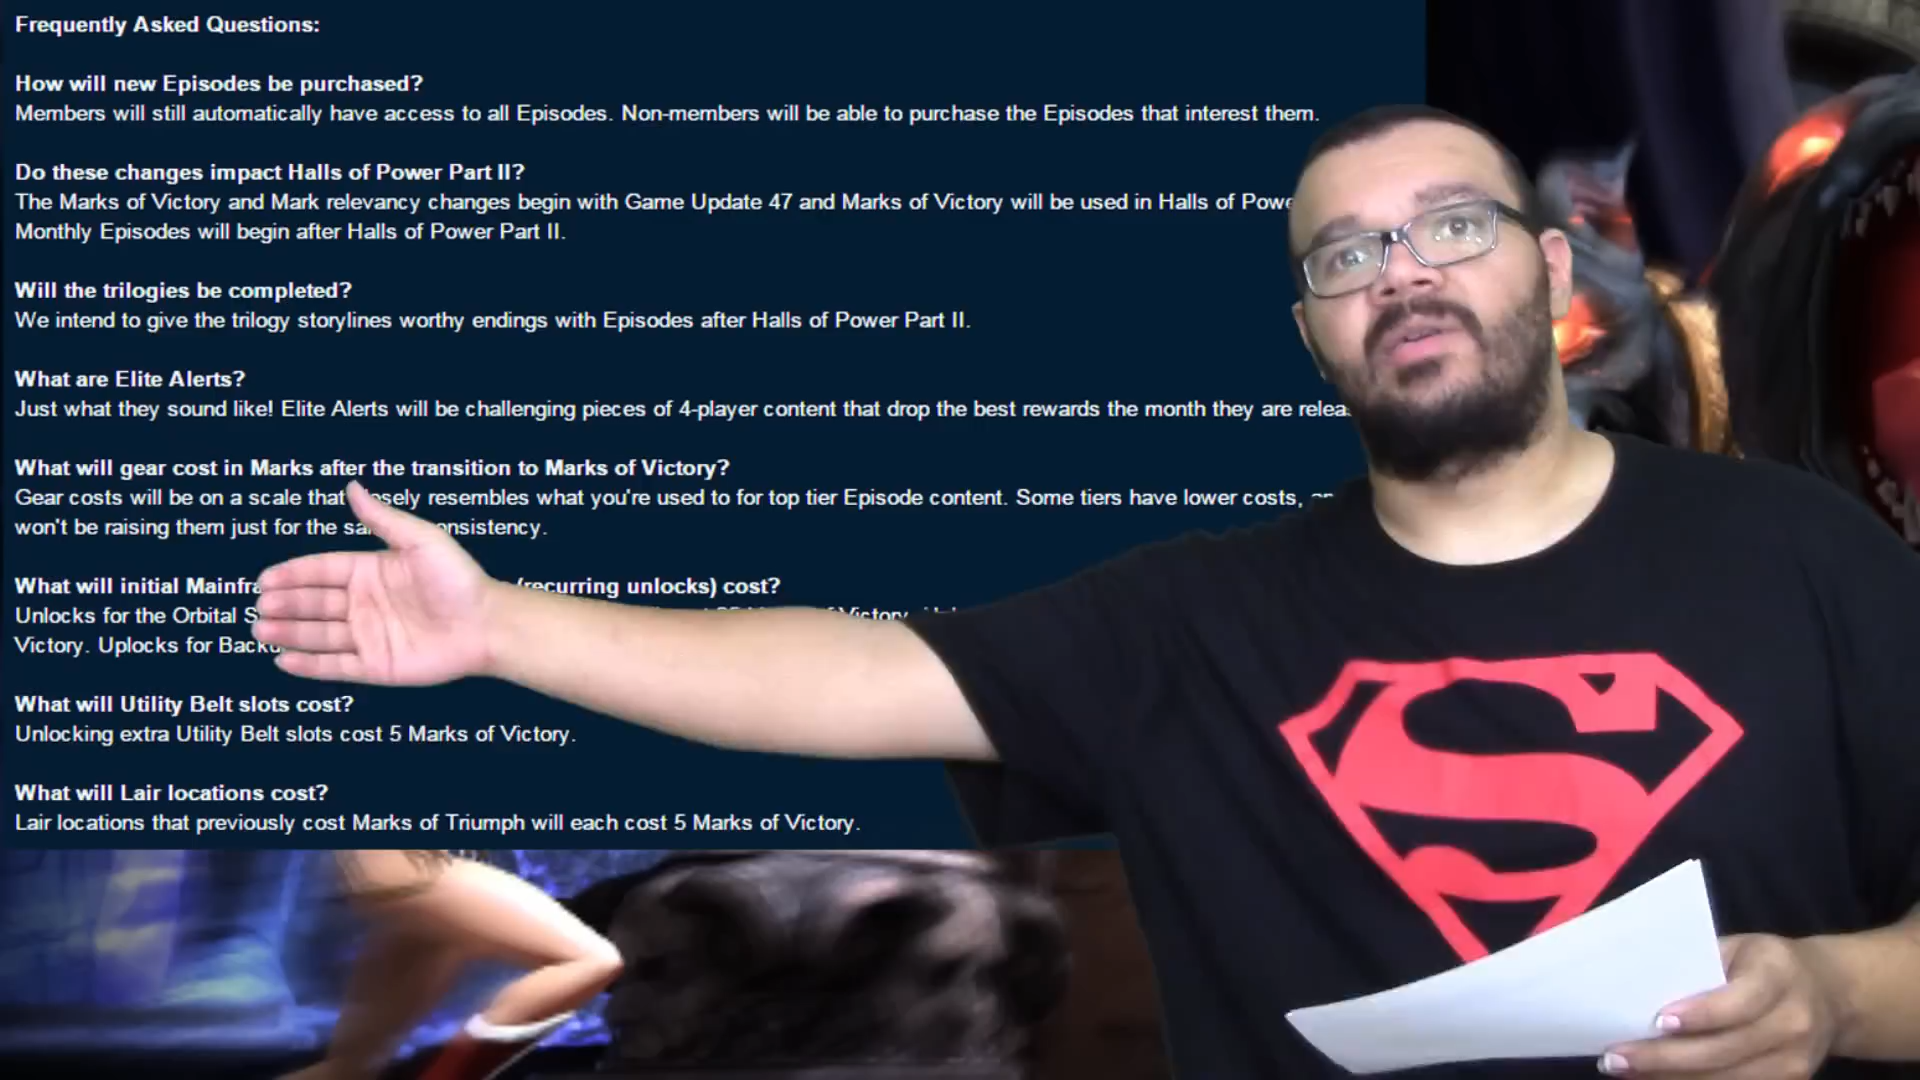 Frequently Asked Questions:
How will new Episodes be purchased?
Members will still automatically have access to all Episodes. Non-members will be able to purchase the Episodes that interest them.
Do these changes impact Halls of Power Part II?
The Marks of Victory and Mark relevancy changes begin with Game Update 47 and Marks of Victory will be used in Halls of
Monthly Episodes will begin after Halls of Power Part II.
Will the trilogies be completed?
We intend to give the trilogy storylines worthy endings with Episodes after Halls of Power Part II.
What are Elite Alerts?
Just what they sound like! Elite Alerts will be challenging pieces of 4-player content that drop the best rewards the month they are
What will gear cost in Marks after the transition to Marks of Victory?
Gear costs will be on a scale that resembles what you're used to for top tier Episode content. Some tiers have lower costs,
won't be raising them just for the
What will initial (recurring unlocks) cost?
Unlocks for the Orbital
Victory. Uplocks for
What will Utility Belt slots cost?
Unlocking extra Utility Belt slots cost 5 Marks of Victory.
What will Lair locations cost?
Lair locations that previously cost Marks of Triumph will each cost 5 Marks of Victory.